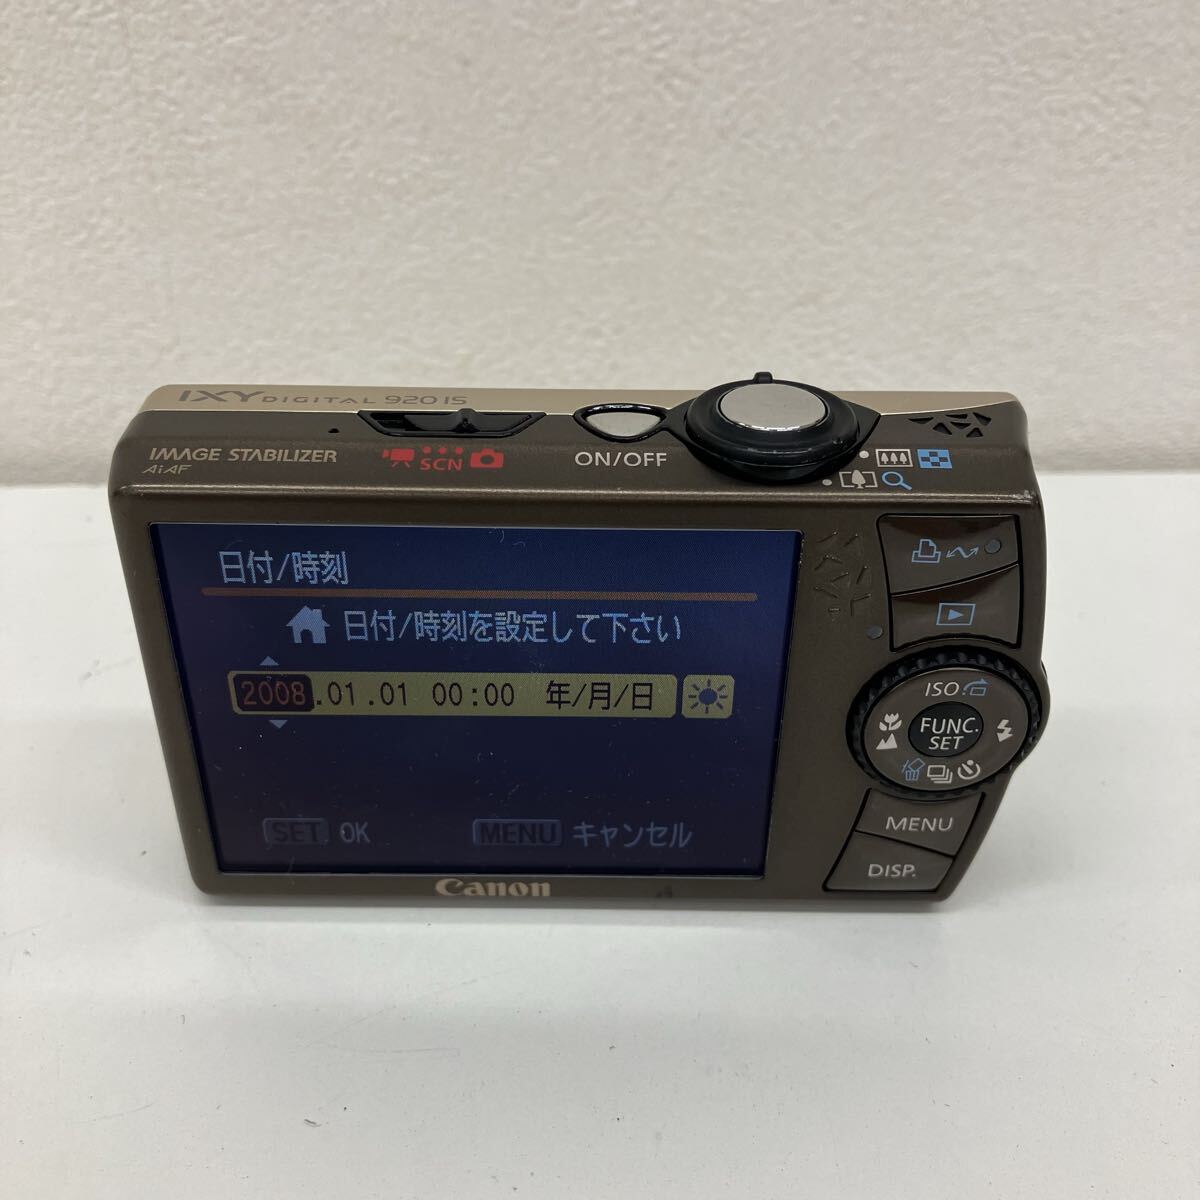 IXY DIGITAL 920 IS
IMAGE STABILIZER
AiAF
SCN
ON/OFF
日付/時刻
日付/時刻を設定して下さい
2008.01.01 00:00 年/月/日
SET OK
MENU キャンセル
Canon
ISO
FUNC.
SET
MENU
DISP.